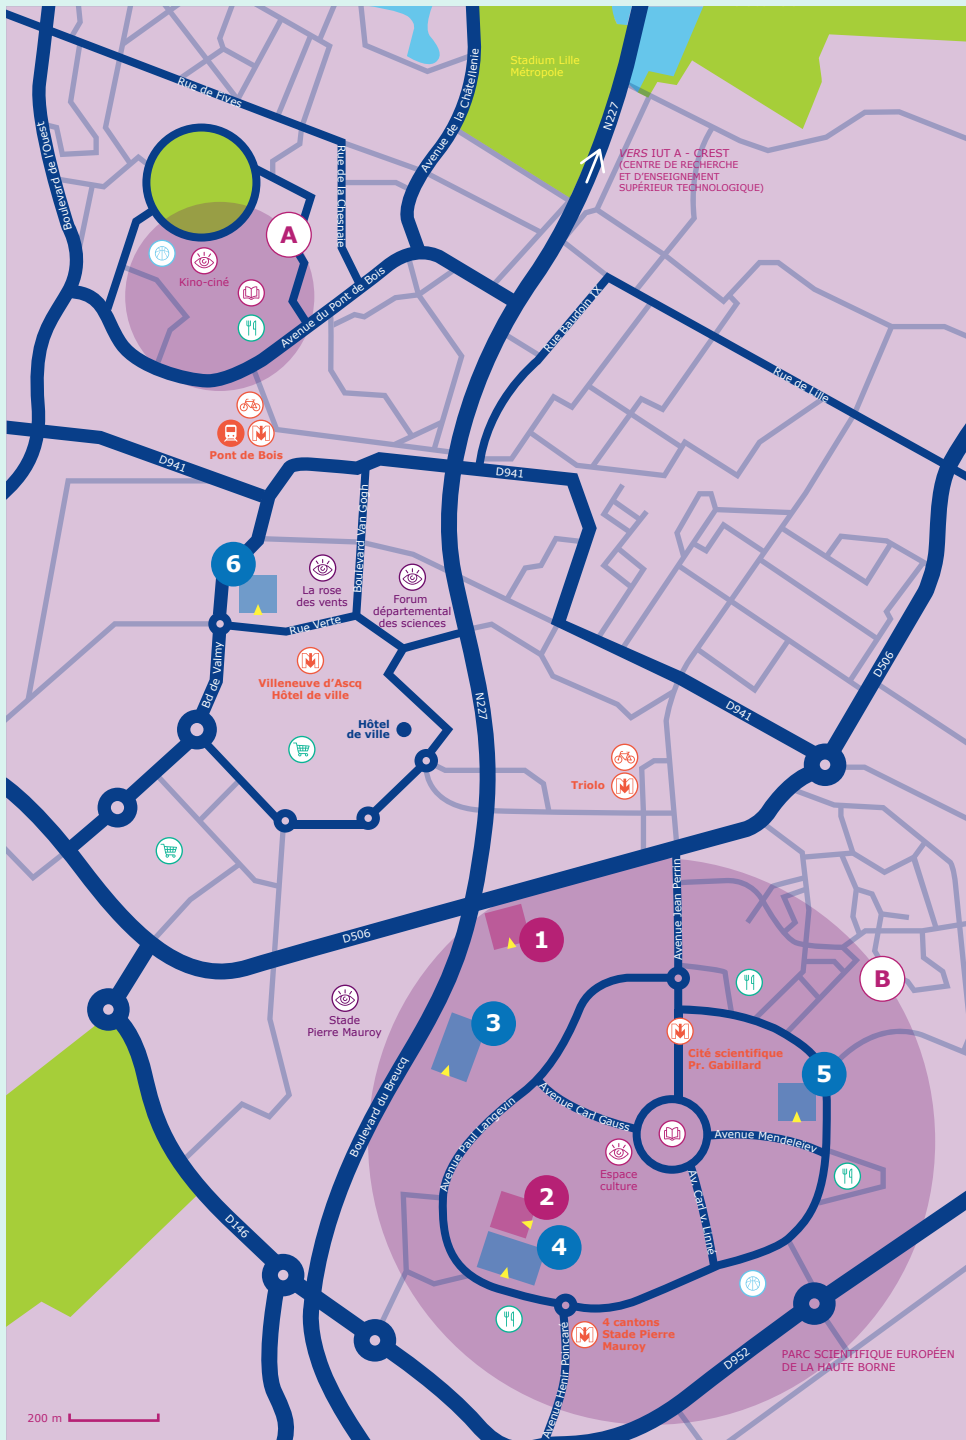 Stadium Lille
Métropole
Rue de Fives
Avenue de la Châtellenie
N227
Boulevard de l'Ouest
Rue de la Chesnaie
VERS IUT A - CREST
(CENTRE DE RECHERCHE
ET D'ENSEIGNEMENT
SUPÉRIEUR TECHNOLOGIQUE)
A
Kino-ciné
Avenue du Pont de Bois
Rue Baudoin IX
Rue de Lille
Pont de Bois
D941
D941
Boulevard Van Gogh
6
La rose
des vents
Forum
départemental
des sciences
Rue Verte
Bd de Valmy
Villeneuve d'Ascq
Hôtel de ville
D506
N227
D941
Hôtel
de ville
Triolo
Avenue Jean Perrin
D506
1
B
Stade
Pierre Mauroy
3
Cité scientifique
Pr. Gabillard
5
Boulevard du Breucq
Avenue Paul Langevin
Avenue Carl Gauss
Avenue Mendeleiev
Espace
culture
Av. Carl v. Linné
2
D146
4
4 cantons
Stade Pierre
Mauroy
Avenue Henir Poincaré
D952
PARC SCIENTIFIQUE EUROPÉEN
DE LA HAUTE BORNE
200 m